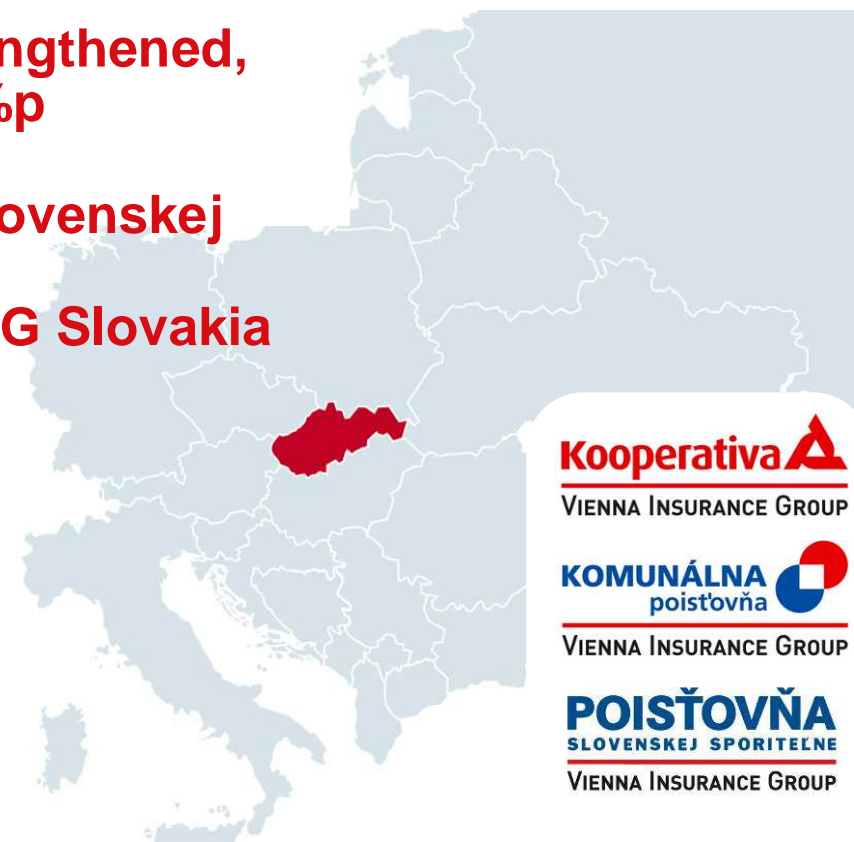 ngthened,
%p
ovenskej
G Slovakia
Kooperativa
VIENNA INSURANCE GROUP
KOMUNÁLNA
poisťovňa
VIENNA INSURANCE GROUP
POISŤOVŇA
SLOVENSKEJ SPORITEĽNE
VIENNA INSURANCE GROUP